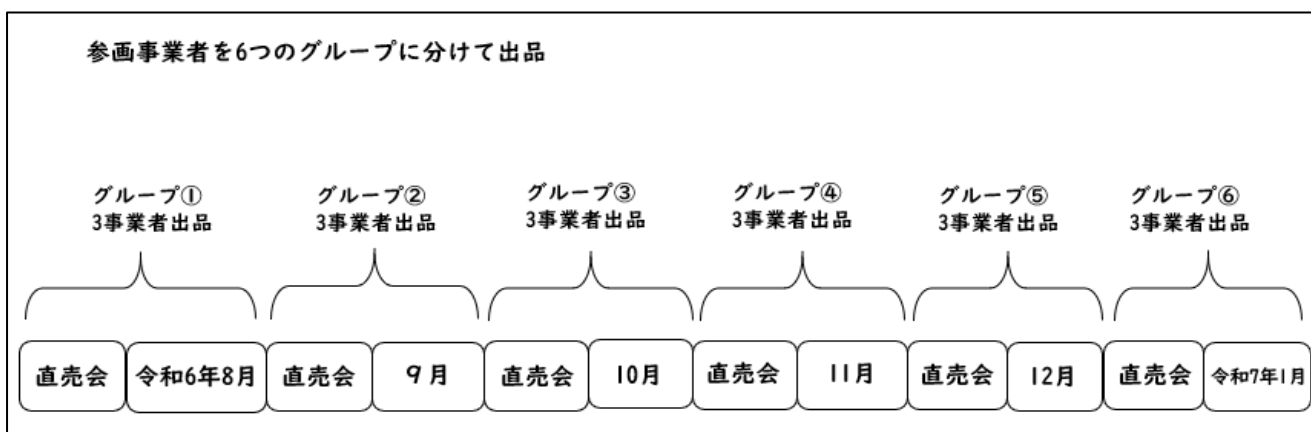 参画事業者を6つのグループに分けて出品
グループ①
3事業者出品
グループ②
3事業者出品
グループ③
3事業者出品
グループ④
3事業者出品
グループ⑤
3事業者出品
グループ⑥
3事業者出品
直売会
令和6年8月
直売会
9月
直売会
10月
直売会
11月
直売会
12月
直売会
令和7年1月